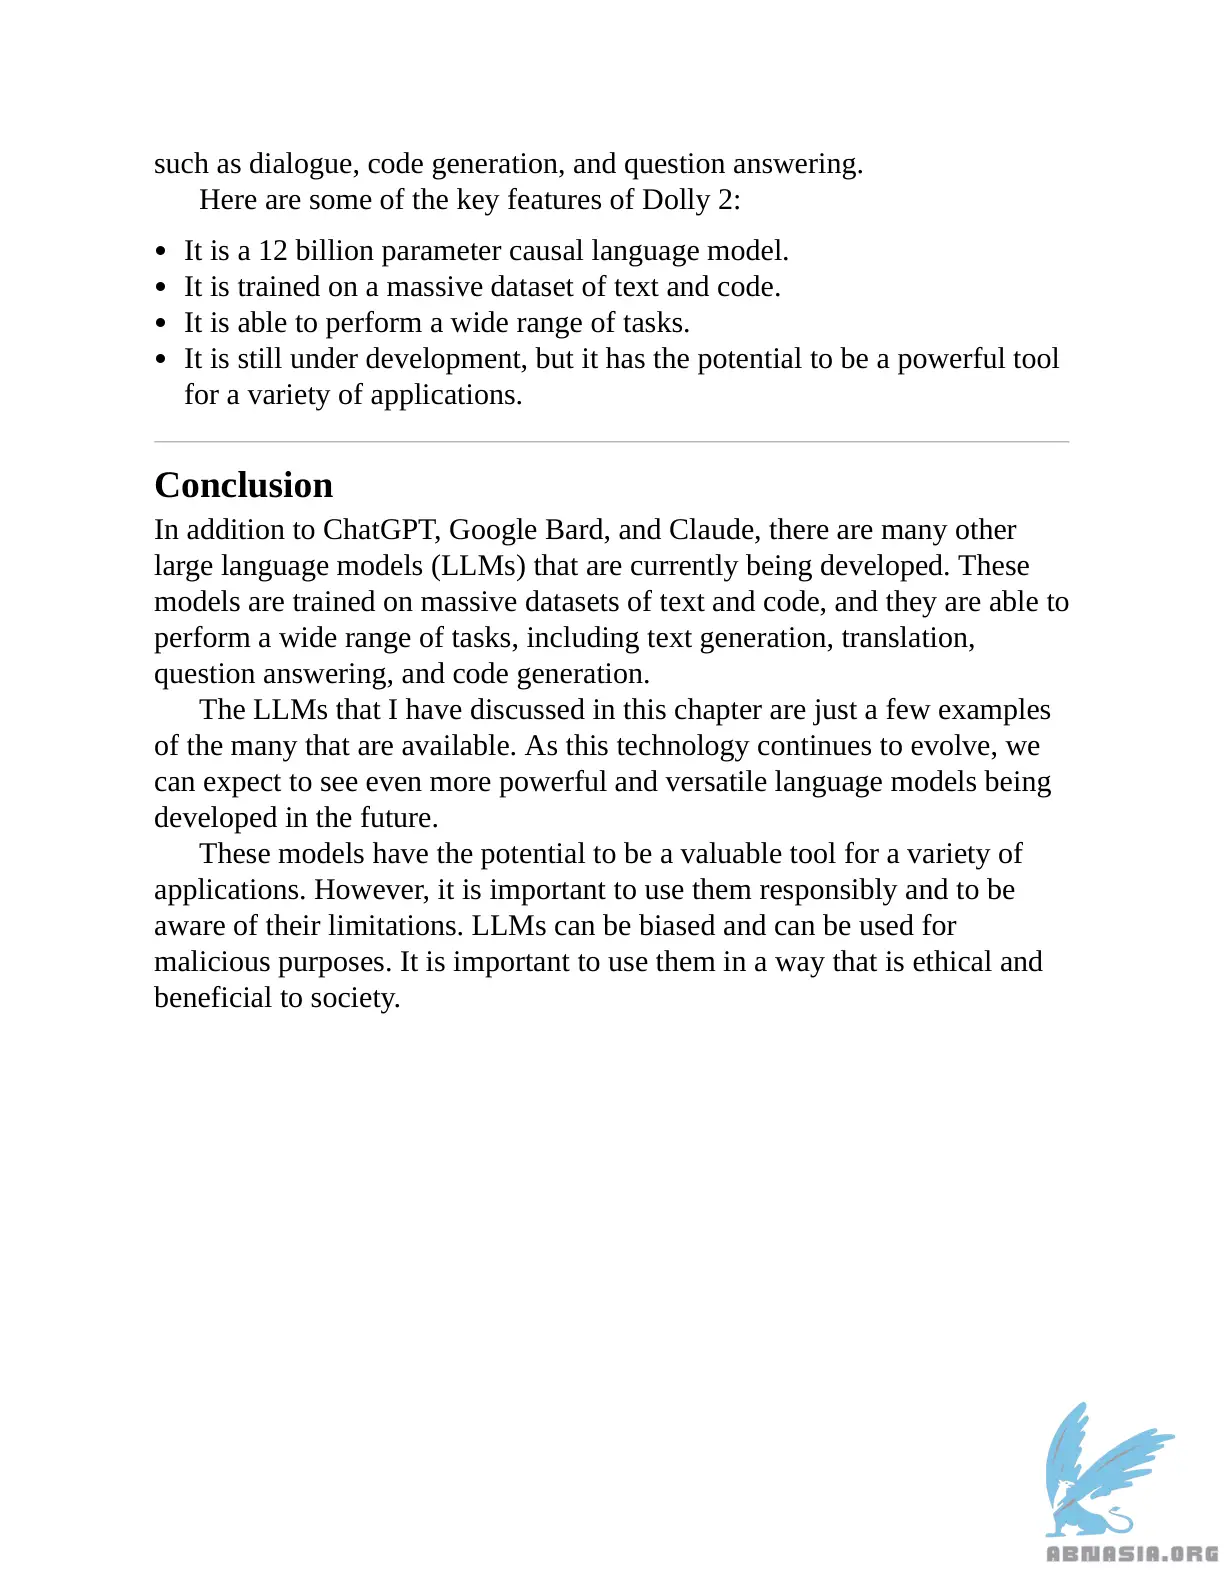 such as dialogue, code generation, and question answering.
Here are some of the key features of Dolly 2:
• It is a 12 billion parameter causal language model.
• It is trained on a massive dataset of text and code.
• It is able to perform a wide range of tasks.
• It is still under development, but it has the potential to be a powerful tool
for a variety of applications.
Conclusion
In addition to ChatGPT, Google Bard, and Claude, there are many other
large language models (LLMs) that are currently being developed. These
models are trained on massive datasets of text and code, and they are able to
perform a wide range of tasks, including text generation, translation,
question answering, and code generation.
The LLMs that I have discussed in this chapter are just a few examples
of the many that are available. As this technology continues to evolve, we
can expect to see even more powerful and versatile language models being
developed in the future.
These models have the potential to be a valuable tool for a variety of
applications. However, it is important to use them responsibly and to be
aware of their limitations. LLMs can be biased and can be used for
malicious purposes. It is important to use them in a way that is ethical and
beneficial to society.
ABNASIA.ORG